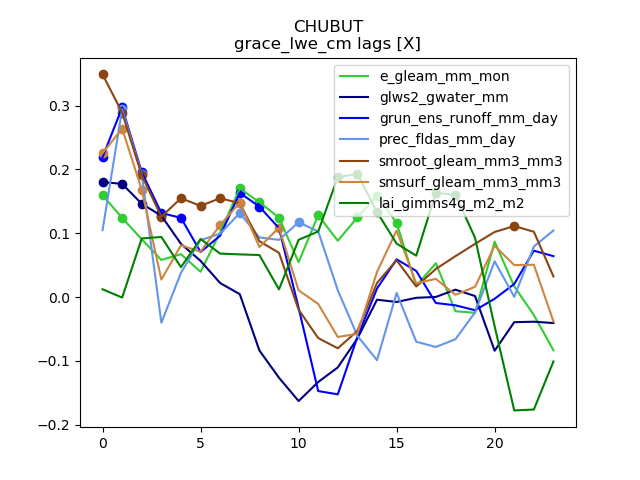 CHUBUT
grace_lwe_cm lags [X]
e_gleam_mm_mon
glws2_gwater_mm
grun_ens_runoff_mm_day
prec_fldas_mm_day
smroot_gleam_mm3_mm3
smsurf_gleam_mm3_mm3
lai_gimms4g_m2_m2
0.3
0.2
0.1
0.0
−0.1
−0.2
0
5
10
15
20